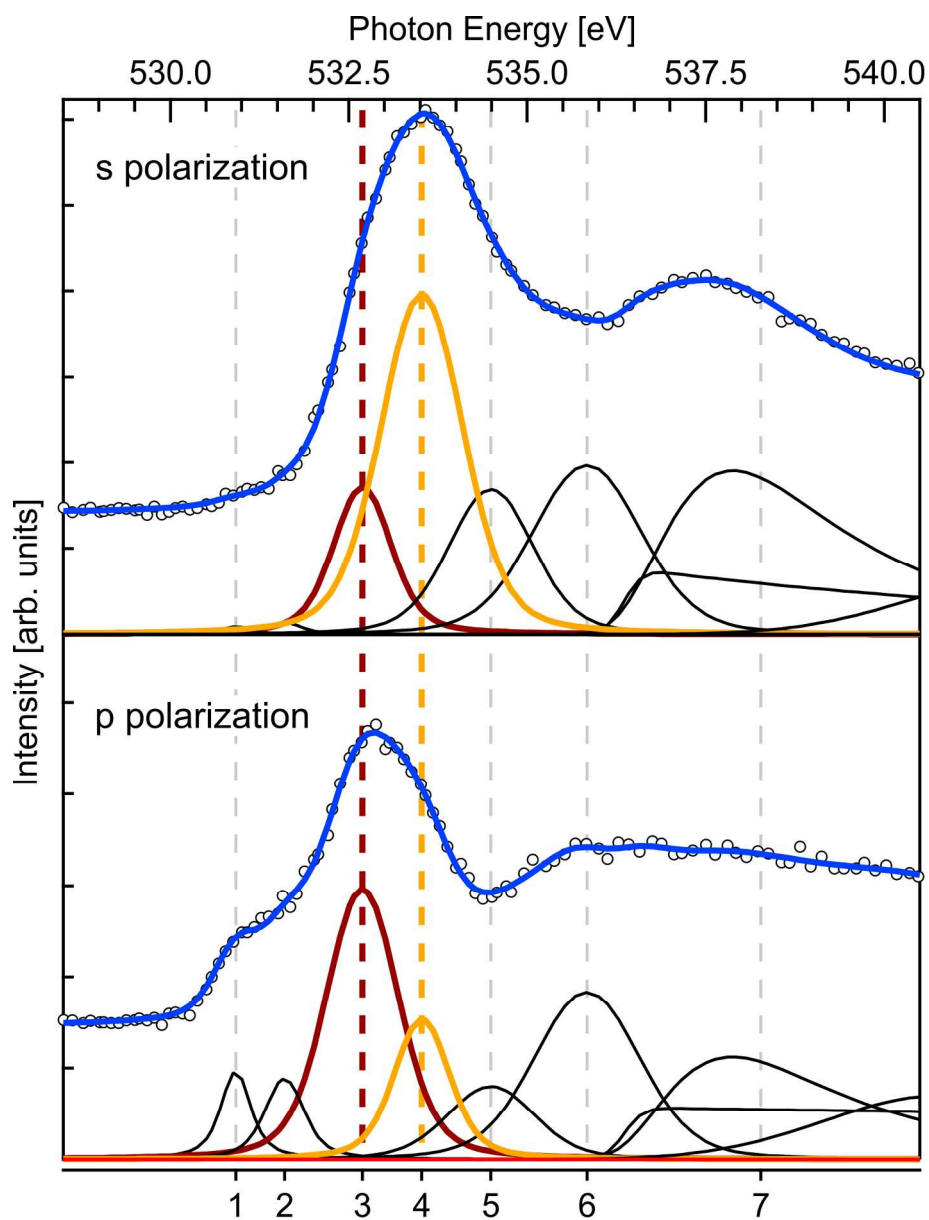 Photon Energy [eV]
530.0 532.5 535.0 537.5 540.0
s polarization
Intensity [arb. units]
p polarization
1 2 3 4 5 6 7